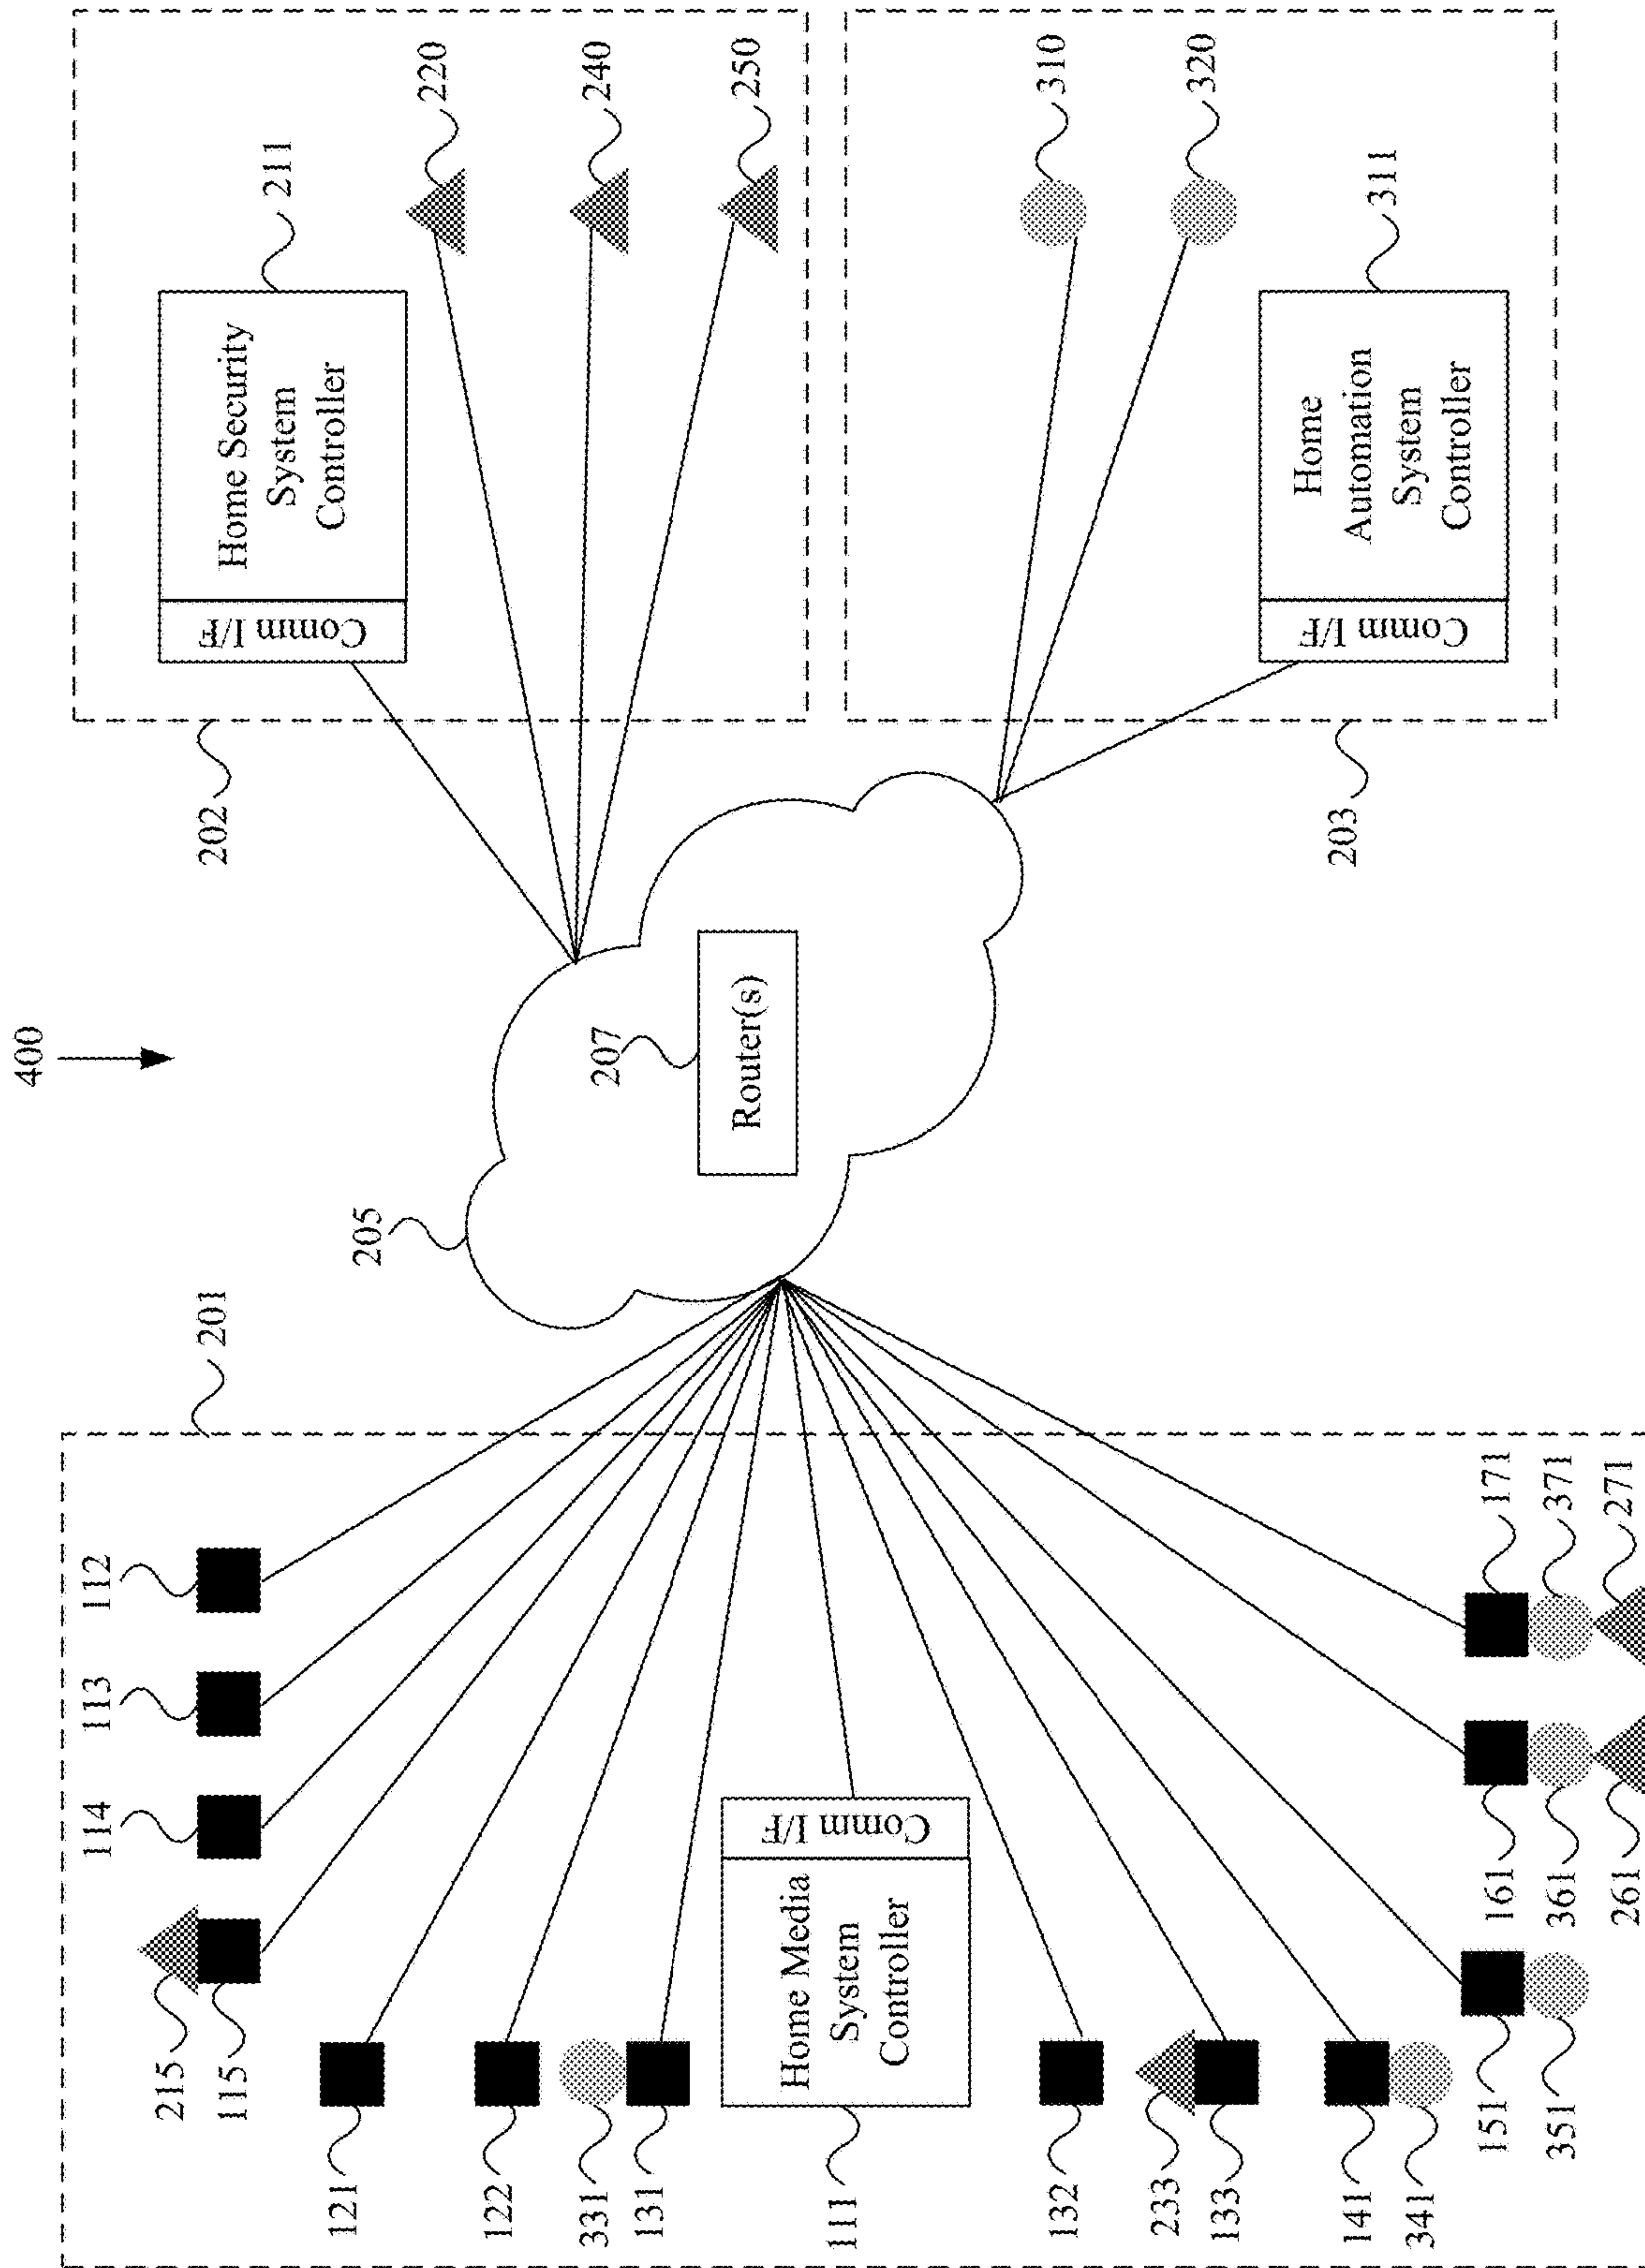 400
201
215
115
114
113
112
121
122
331
131
111
Home Media
System
Controller
Comm I/F
132
233
133
141
341
151
351
161
361
261
171
371
271
205
207
Router(s)
202
Comm I/F
Home Security
System
Controller
211
220
240
250
203
310
320
Comm I/F
Home
Automation
System
Controller
311